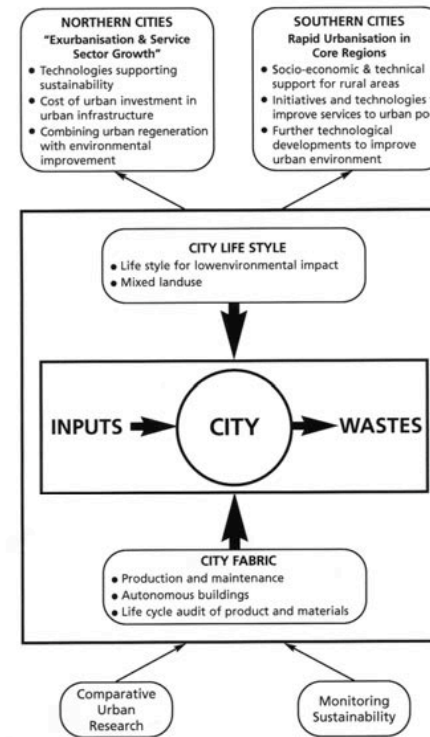 NORTHERN CITIES
"Exurbanisation & Service
Sector Growth"
• Technologies supporting
sustainability
• Cost of urban investment in
urban infrastructure
• Combining urban regeneration
with environmental
improvement
SOUTHERN CITIES
Rapid Urbanisation in
Core Regions
• Socio-economic & technical
support for rural areas
• Initiatives and technologies
improve services to urban
• Further technological
developments to improve
urban environment
CITY LIFE STYLE
• Life style for lowenvironmental impact
• Mixed landuse
INPUTS
CITY
WASTES
CITY FABRIC
• Production and maintenance
• Autonomous buildings
• Life cycle audit of product and materials
Comparative
Urban
Research
Monitoring
Sustainability